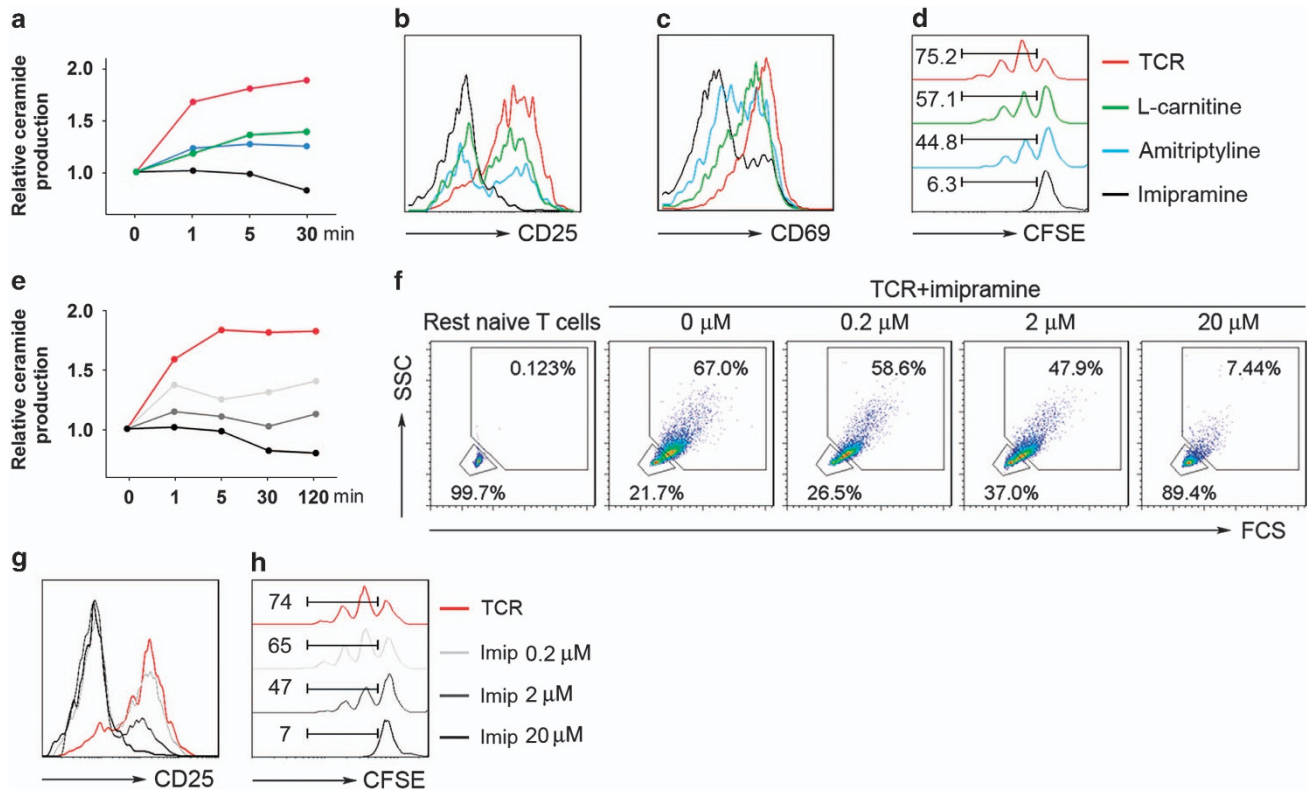 a
Relative ceramide production
2.0
1.5
1.0
0 1 5 30 min
b
CD25
c
CD69
d
75.2
57.1
44.8
6.3
CFSE
TCR
L-carnitine
Amitriptyline
Imipramine
e
Relative ceramide production
2.0
1.5
1.0
0 1 5 30 120 min
f
TCR+imipramine
Rest naive T cells 0 μM 0.2 μM 2 μM 20 μM
SSC
0.123% 67.0% 58.6% 47.9% 7.44%
99.7% 21.7% 26.5% 37.0% 89.4%
FCS
g
CD25
h
74
65
47
7
CFSE
TCR
Imip 0.2 μM
Imip 2 μM
Imip 20 μM